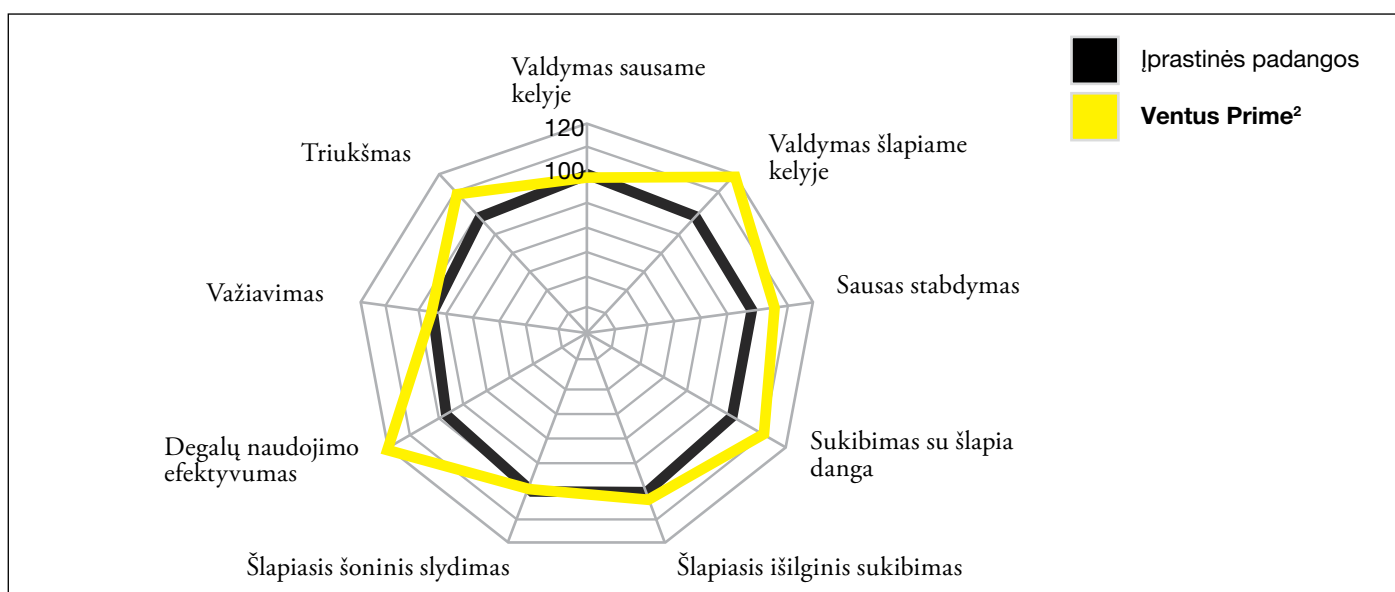 Įprastinės padangos
Ventus Prime²
Valdymas sausame
kelyje
120
100
Valdymas šlapiame
kelyje
Sausas stabdymas
Sukibimas su šlapia
danga
Šlapiasis išilginis sukibimas
Šlapiasis šoninis slydimas
Degalų naudojimo
efektyvumas
Važiavimas
Triukšmas